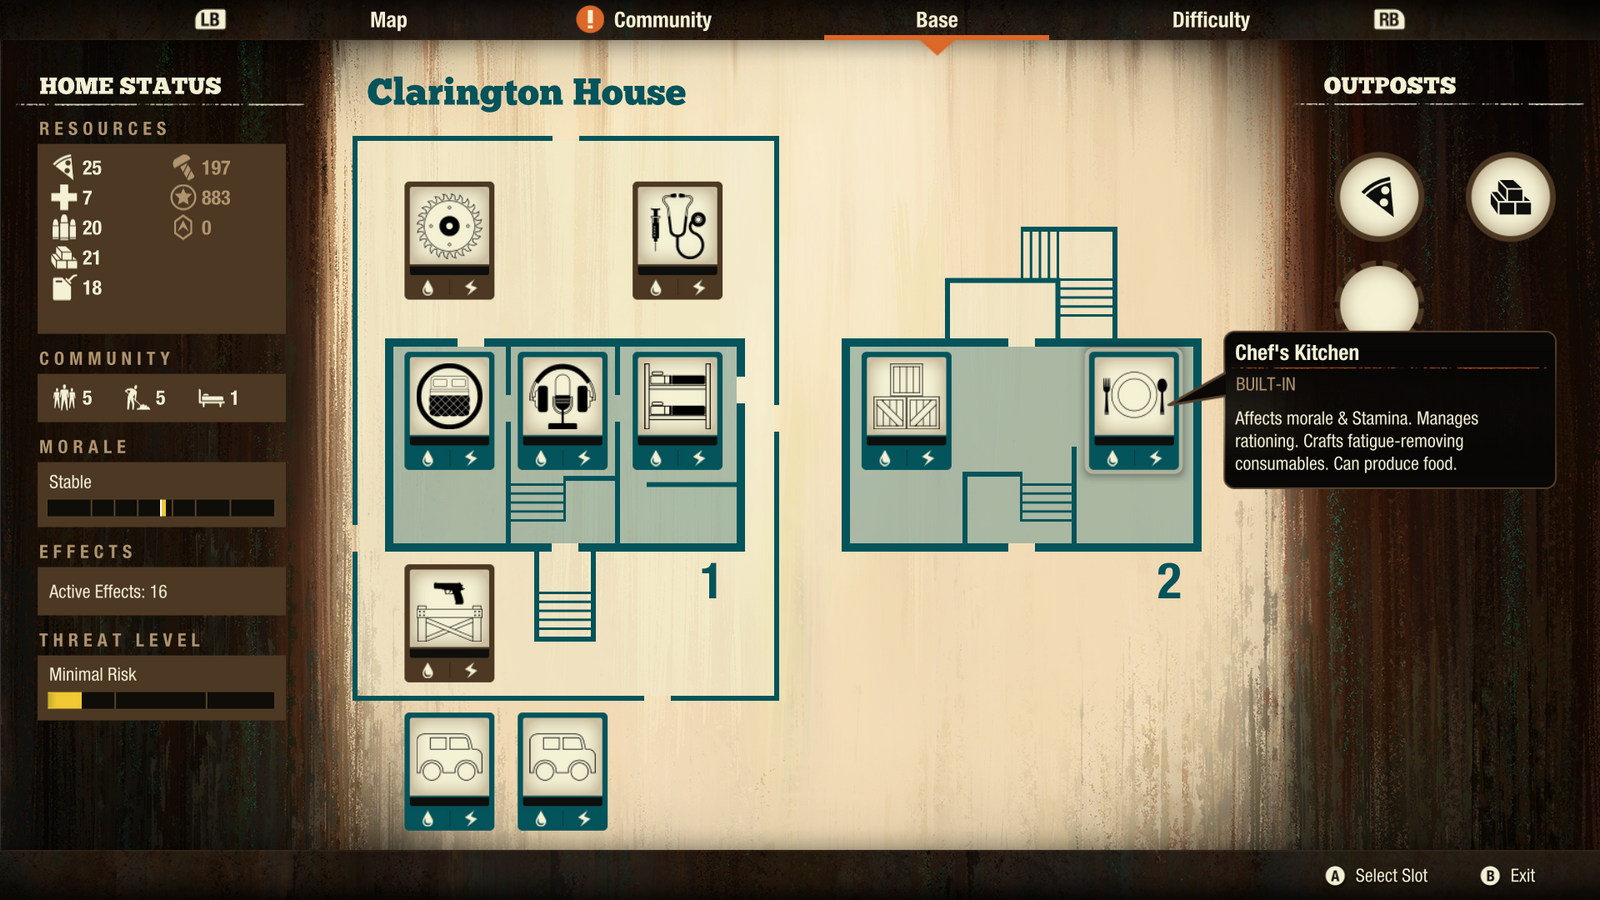 LB
Map
!
Community
Base
Difficulty
RB
HOME STATUS
RESOURCES
25
197
7
883
20
0
21
18
COMMUNITY
5
5
1
MORALE
Stable
EFFECTS
Active Effects: 16
THREAT LEVEL
Minimal Risk
Clarington House
1
2
OUTPOSTS
Chef's Kitchen
BUILT-IN
Affects morale & Stamina. Manages
rationing. Crafts fatigue-removing
consumables. Can produce food.
A Select Slot
B Exit